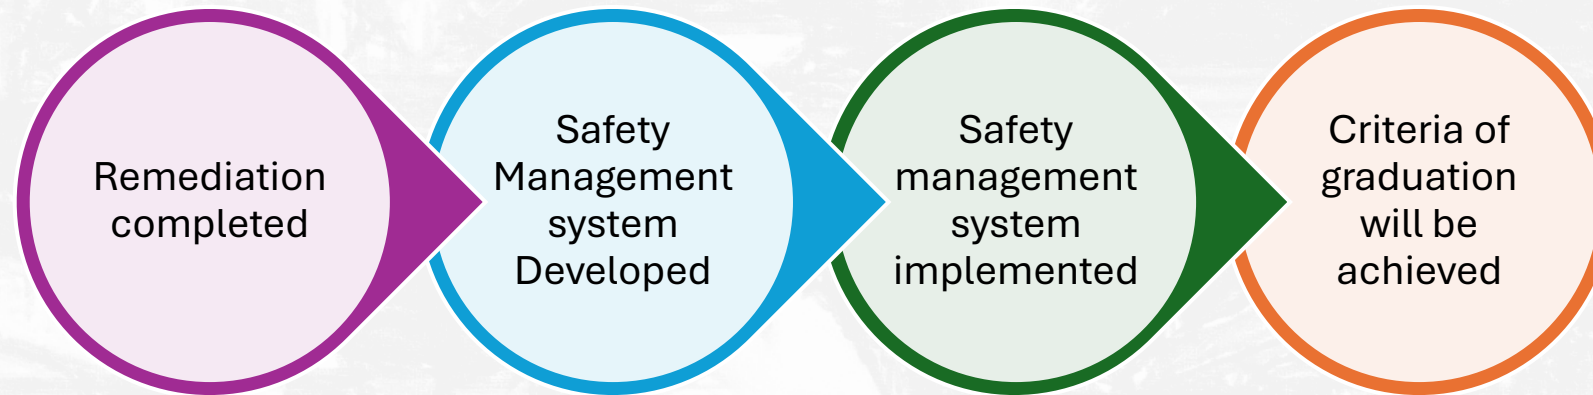 Remediation
completed
Safety
Management
system
Developed
Safety
management
system
implemented
Criteria of
graduation
will be
achieved